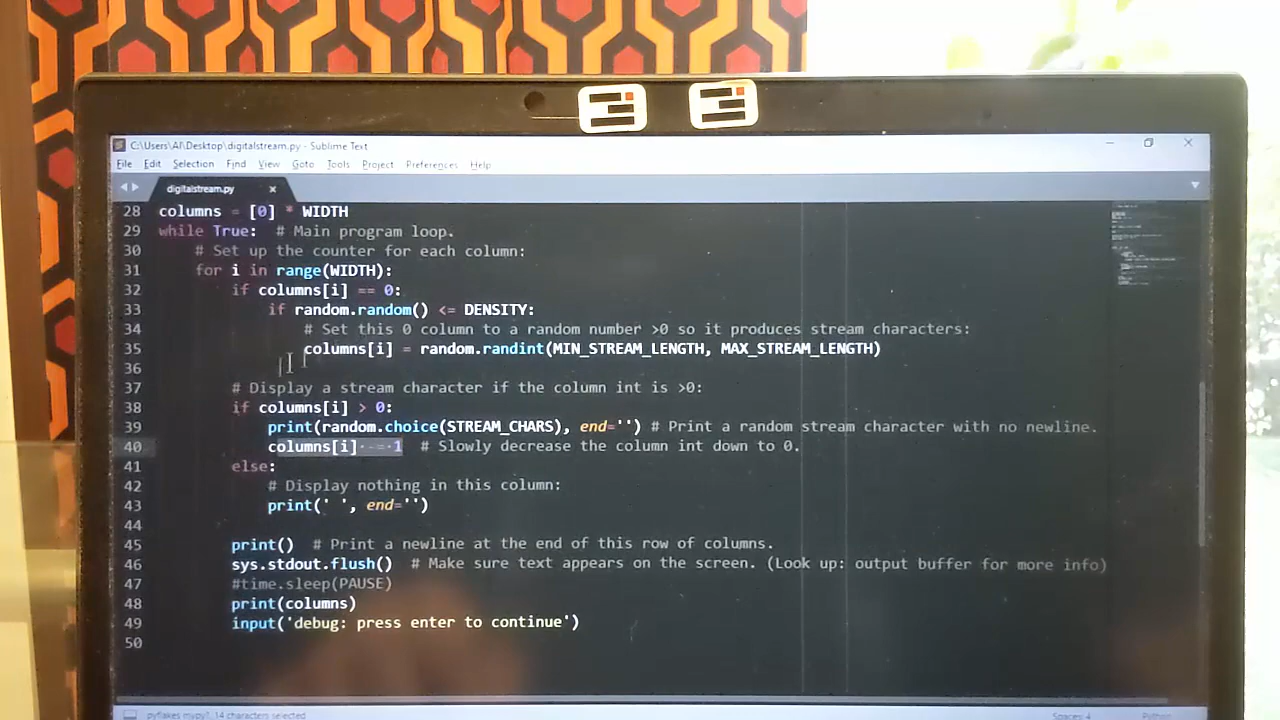 C:\Users\Al\Desktop\digitalstream.py - Sublime Text
File Edit Selection Find View Goto Tools Project Preferences Help
digitalstream.py
28 columns = [0] * WIDTH
29 while True:  # Main program loop.
30     # Set up the counter for each column:
31     for i in range(WIDTH):
32         if columns[i] == 0:
33             if random.random() <= DENSITY:
34                 # Set this 0 column to a random number >0 so it produces stream characters:
35                 columns[i] = random.randint(MIN_STREAM_LENGTH, MAX_STREAM_LENGTH)
36
37         # Display a stream character if the column int is >0:
38         if columns[i] > 0:
39             print(random.choice(STREAM_CHARS), end='') # Print a random stream character with no newline.
40             columns[i] -= 1  # Slowly decrease the column int down to 0.
41         else:
42             # Display nothing in this column:
43             print(' ', end='')
44
45         print()  # Print a newline at the end of this row of columns.
46         sys.stdout.flush()  # Make sure text appears on the screen. (Look up: output buffer for more info)
47         #time.sleep(PAUSE)
48         print(columns)
49         input('debug: press enter to continue')
50
14 characters selected
Spaces: 4 Python